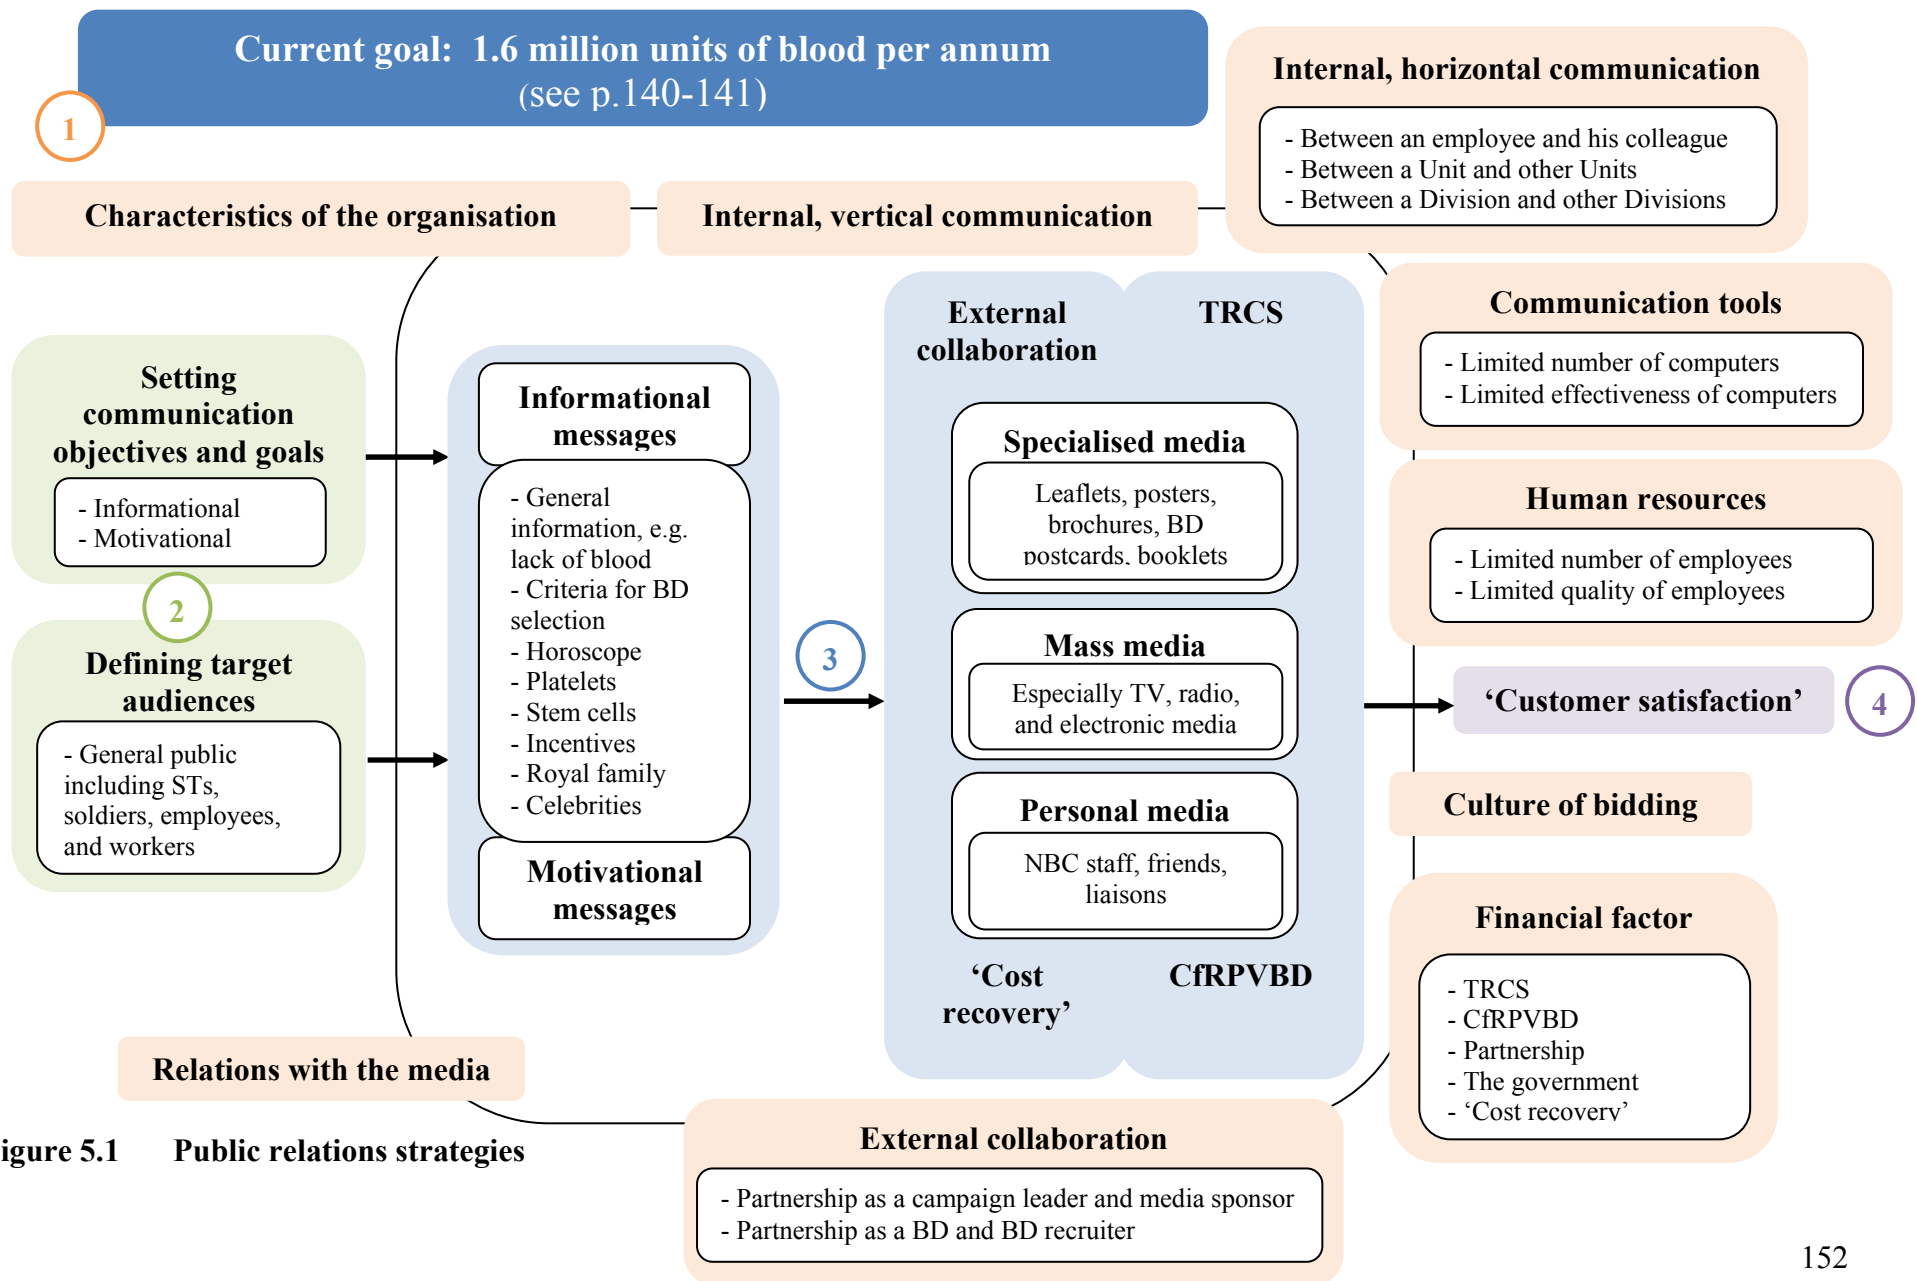 Current goal: 1.6 million units of blood per annum
(see p.140-141)
1
Internal, horizontal communication
- Between an employee and his colleague
- Between a Unit and other Units
- Between a Division and other Divisions
Characteristics of the organisation
Internal, vertical communication
Setting
communication
objectives and goals
- Informational
- Motivational
2
Defining target
audiences
- General public
including STs,
soldiers, employees,
and workers
Informational
messages
- General
information, e.g.
lack of blood
- Criteria for BD
selection
- Horoscope
- Platelets
- Stem cells
- Incentives
- Royal family
- Celebrities
Motivational
messages
3
External
collaboration
TRCS
Specialised media
Leaflets, posters,
brochures, BD
postcards, booklets
Mass media
Especially TV, radio,
and electronic media
Personal media
NBC staff, friends,
liaisons
‘Cost
recovery’
CfRPVBD
Communication tools
- Limited number of computers
- Limited effectiveness of computers
Human resources
- Limited number of employees
- Limited quality of employees
‘Customer satisfaction’
4
Culture of bidding
Financial factor
- TRCS
- CfRPVBD
- Partnership
- The government
- ‘Cost recovery’
Relations with the media
External collaboration
- Partnership as a campaign leader and media sponsor
- Partnership as a BD and BD recruiter
igure 5.1 Public relations strategies
152